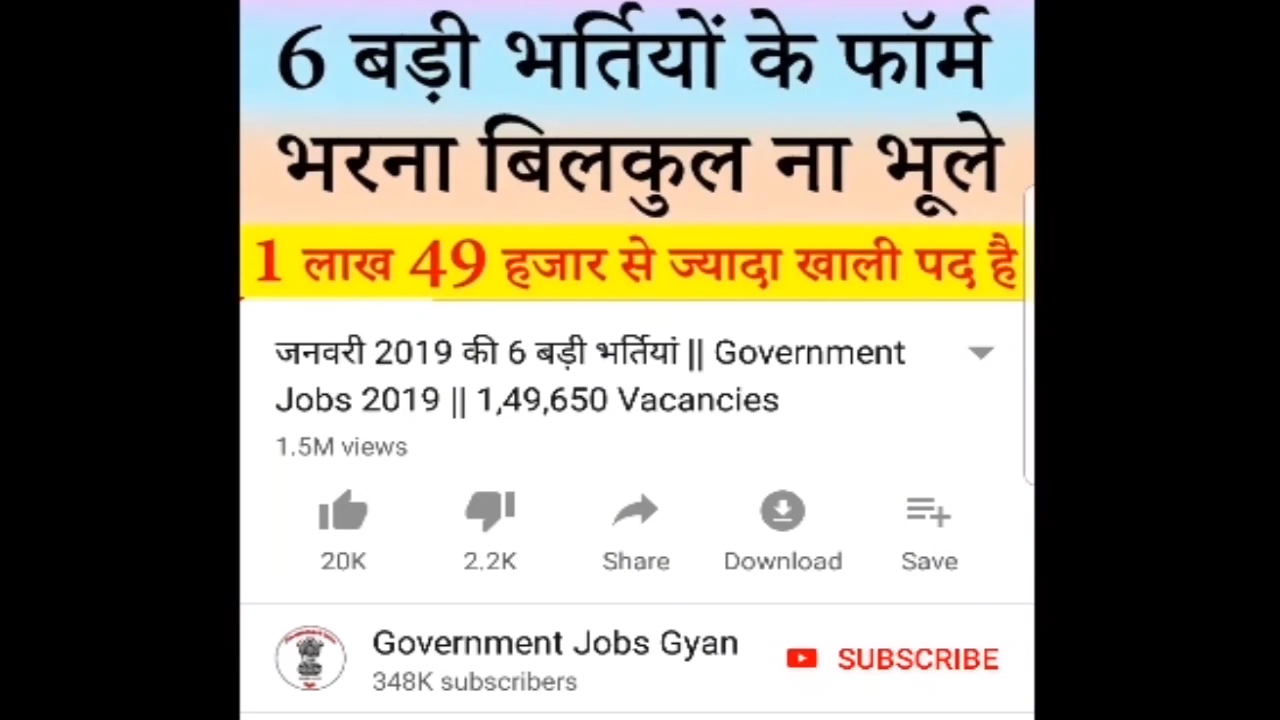 6 बड़ी भर्तियों के फॉर्म
भरना बिलकुल ना भूले
1 लाख 49 हजार से ज्यादा खाली पद है
जनवरी 2019 की 6 बड़ी भर्तियां || Government
Jobs 2019 || 1,49,650 Vacancies
1.5M views
20K 2.2K Share Download Save
Government Jobs Gyan
348K subscribers
SUBSCRIBE